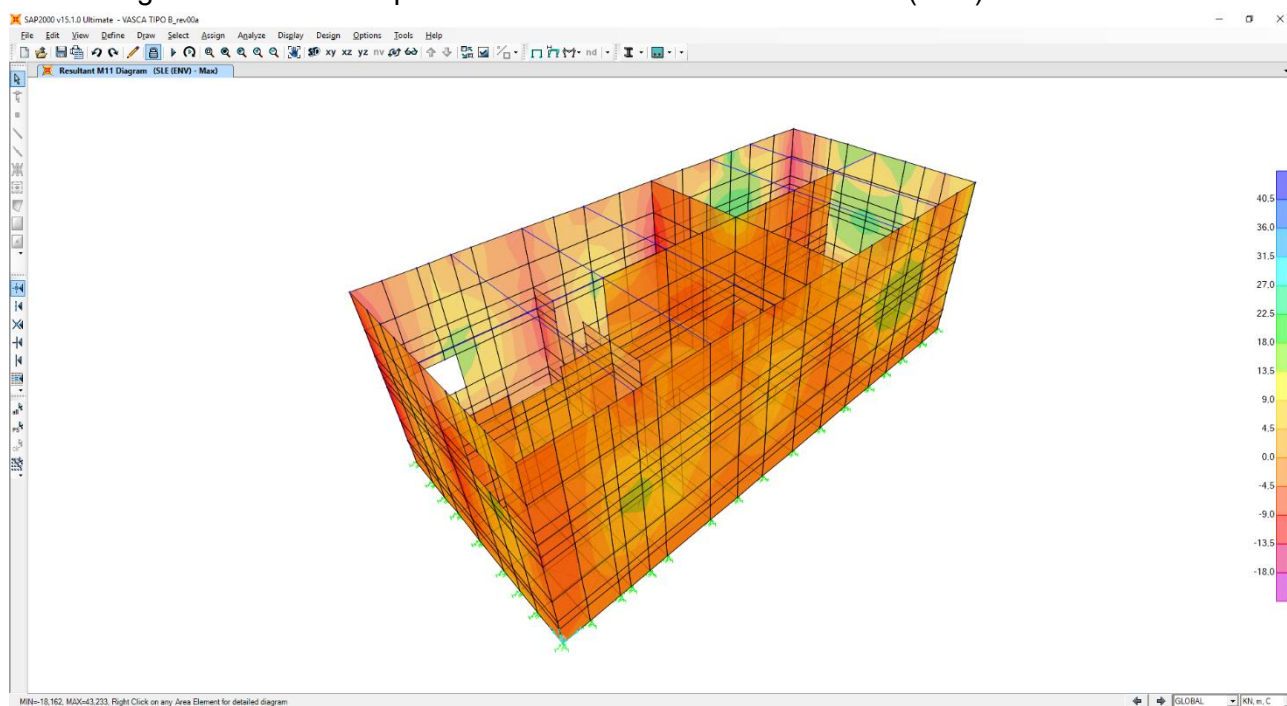 SAP2000 v15.1.0 Ultimate - VASCA TIPO B_rev00a
File Edit View Define Draw Select Assign Analyze Display Design Options Tools Help
xy xz yz nv nd
Resultant M11 Diagram (SLE (ENV) - Max)
40.5
36.0
31.5
27.0
22.5
18.0
13.5
9.0
4.5
0.0
-4.5
-9.0
-13.5
-18.0
MIN=-18,162, MAX=43,233, Right Click on any Area Element for detailed diagram
GLOBAL
KN, m, C